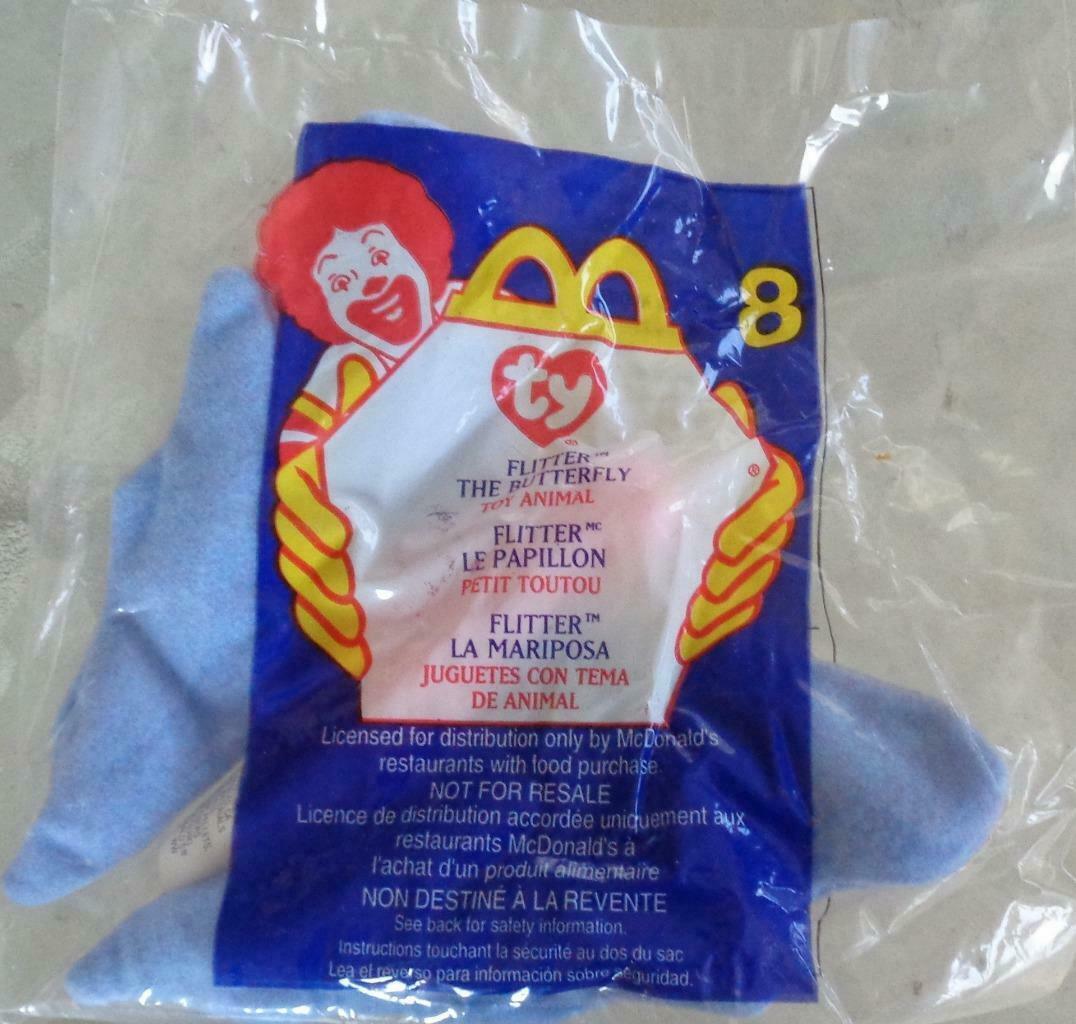 8
ty
®
FLITTER™
THE BUTTERFLY
TOY ANIMAL
®
FLITTER MC
LE PAPILLON
PETIT TOUTOU
FLITTER™
LA MARIPOSA
JUGUETES CON TEMA
DE ANIMAL
Licensed for distribution only by McDonald's
restaurants with food purchase.
NOT FOR RESALE
Licence de distribution accordée uniquement aux
restaurants McDonald's à
l'achat d'un produit alimentaire
NON DESTINÉ À LA REVENTE
See back for safety information.
Instructions touchant la sécurité au dos du sac
Lea el reverso para información sobre seguridad.